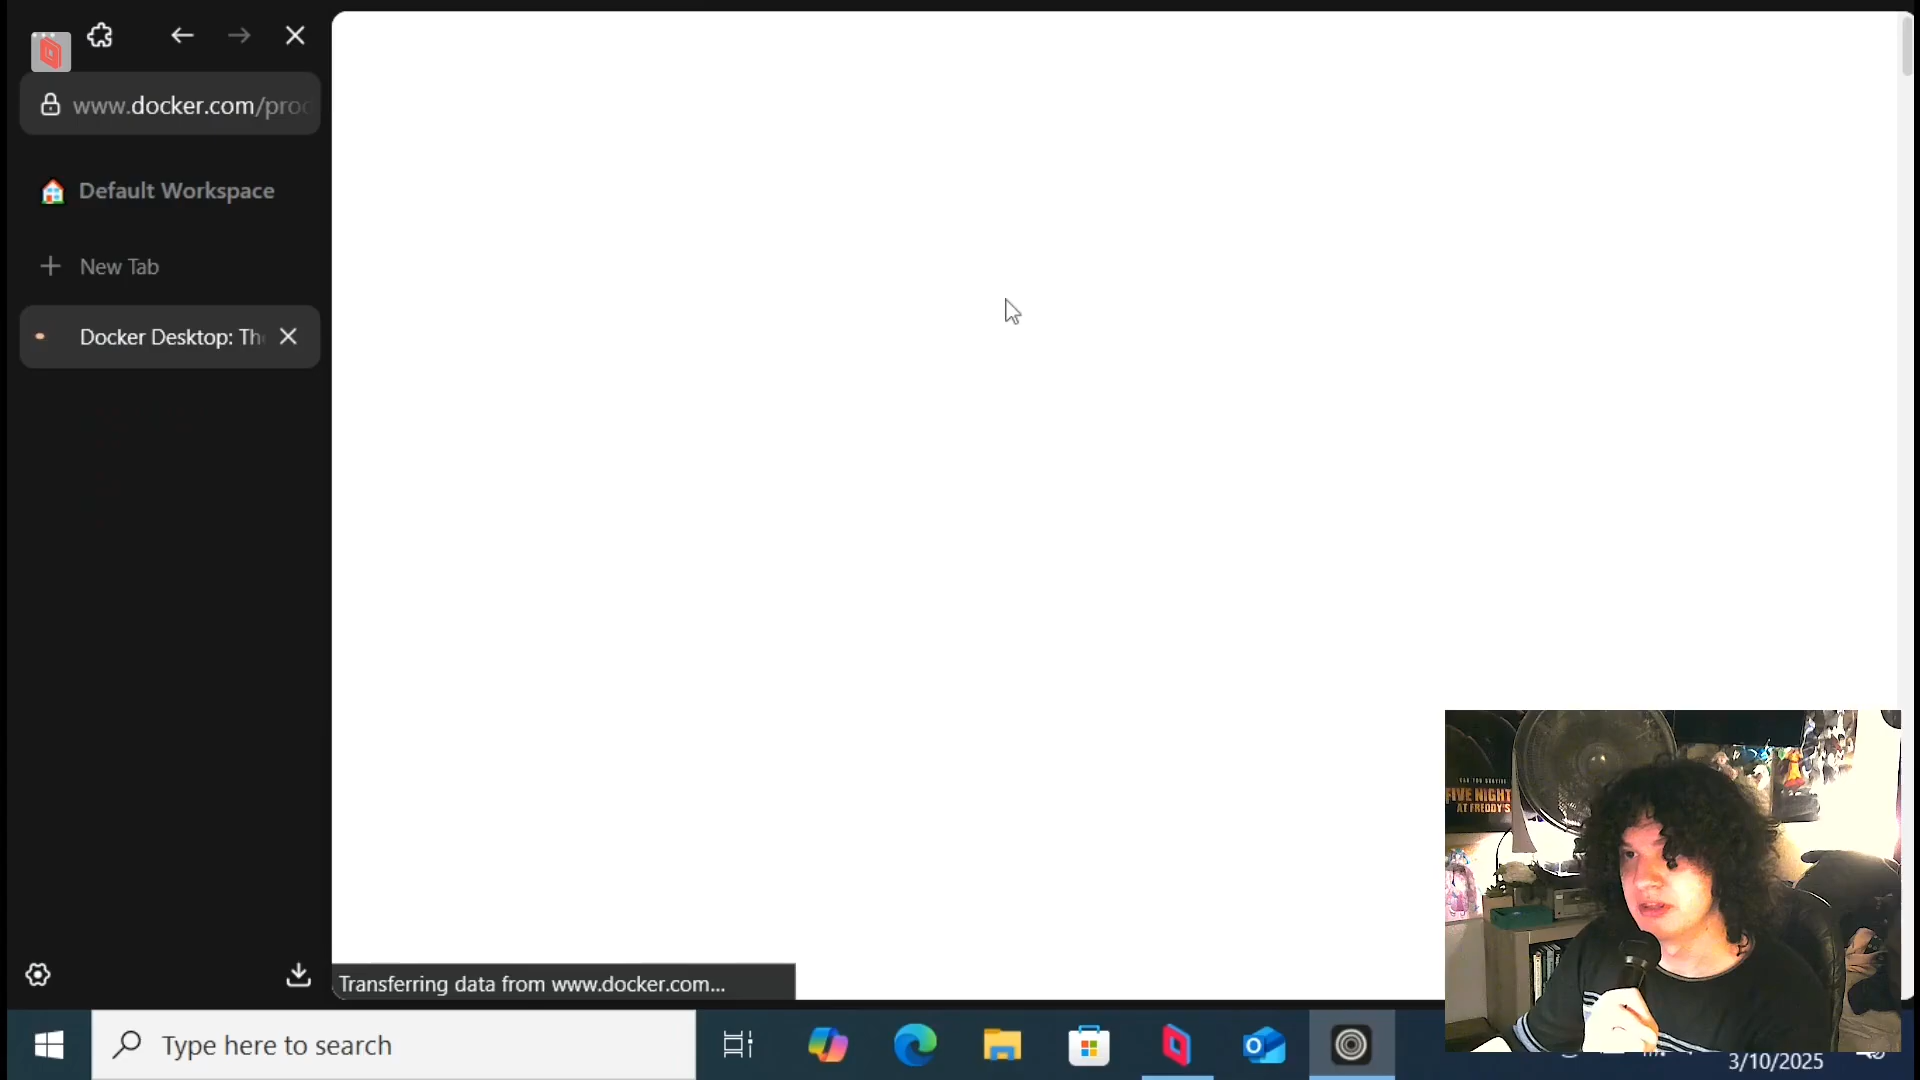 www.docker.com/proc
Default Workspace
New Tab
Docker Desktop: Th
Transferring data from www.docker.com...
Type here to search
3/10/2025
FIVE NIGHT
AT FREDDY'S